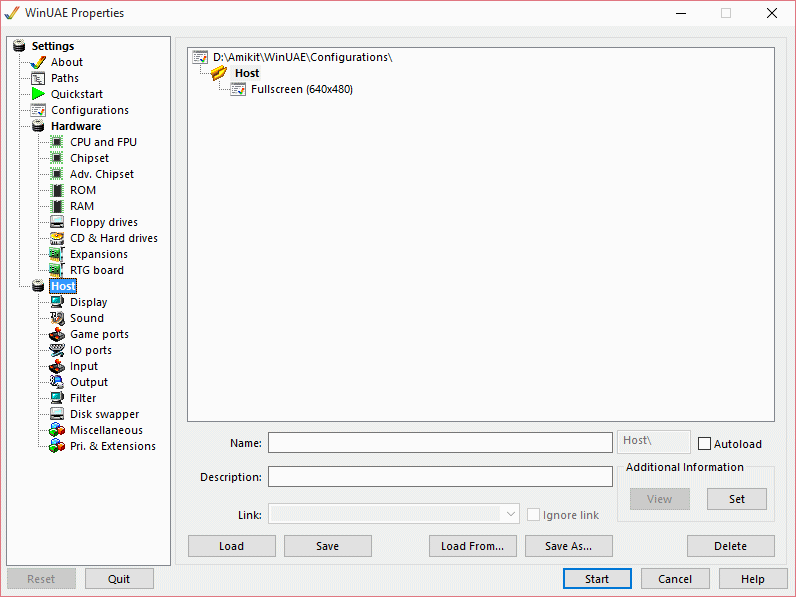 WinUAE Properties
Settings
About
Paths
Quickstart
Configurations
Hardware
CPU and FPU
Chipset
Adv. Chipset
ROM
RAM
Floppy drives
CD & Hard drives
Expansions
RTG board
Host
Display
Sound
Game ports
IO ports
Input
Output
Filter
Disk swapper
Miscellaneous
Pri. & Extensions
D:\Amikit\WinUAE\Configurations\
Host
Fullscreen (640x480)
Name:
Host\
Autoload
Description:
Additional Information
View
Set
Link:
Ignore link
Load
Save
Load From...
Save As...
Delete
Reset
Quit
Start
Cancel
Help